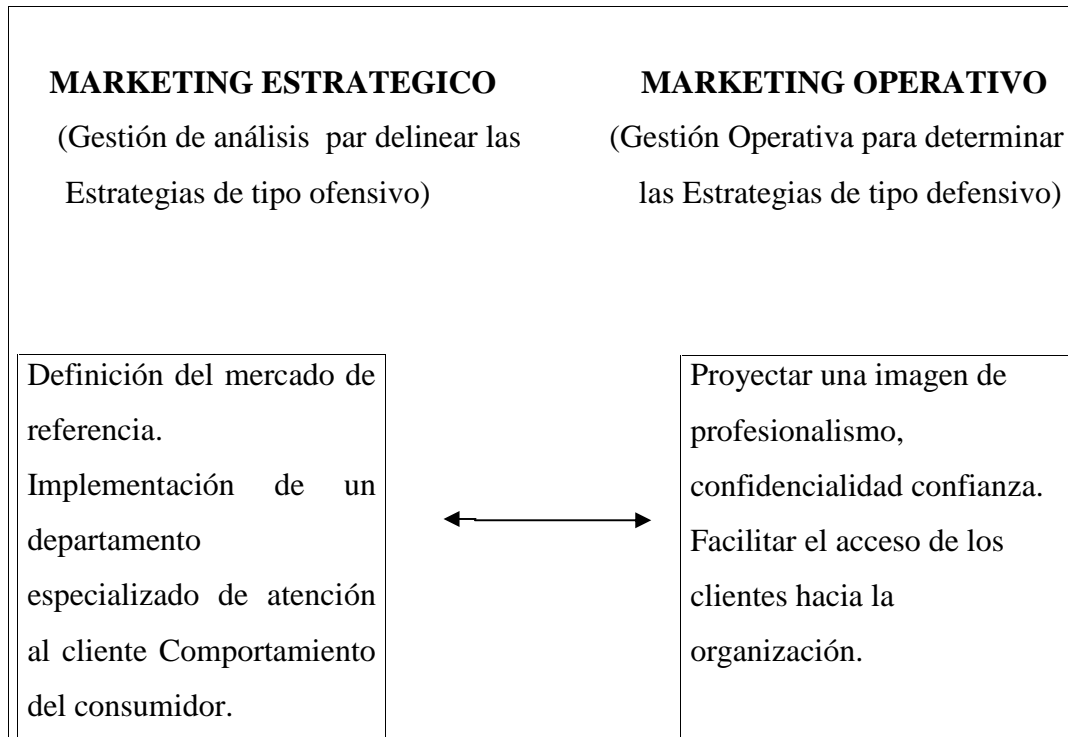 MARKETING ESTRATEGICO
(Gestión de análisis par delinear las
Estrategias de tipo ofensivo)
MARKETING OPERATIVO
(Gestión Operativa para determinar
las Estrategias de tipo defensivo)
Definición del mercado de
referencia.
Implementación de un
departamento
especializado de atención
al cliente Comportamiento
del consumidor.
Proyectar una imagen de
profesionalismo,
confidencialidad confianza.
Facilitar el acceso de los
clientes hacia la
organización.